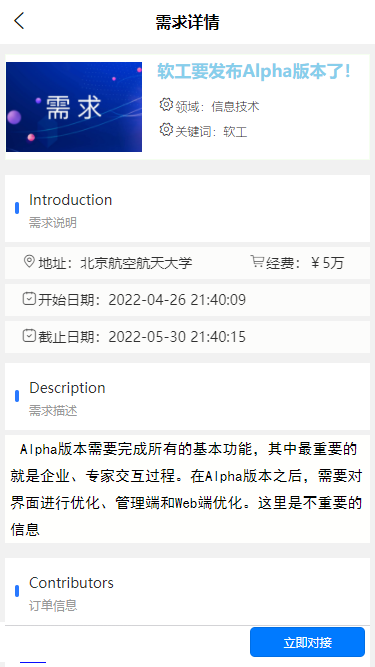 需求详情
需求
软工要发布Alpha版本了!
领域：信息技术
关键词：软工
Introduction
需求说明
地址：北京航空航天大学
经费：￥5万
开始日期：2022-04-26 21:40:09
截止日期：2022-05-30 21:40:15
Description
需求描述
Alpha版本需要完成所有的基本功能，其中最重要的
就是企业、专家交互过程。在Alpha版本之后，需要对
界面进行优化、管理端和Web端优化。这里是不重要的
信息
Contributors
订单信息
立即对接